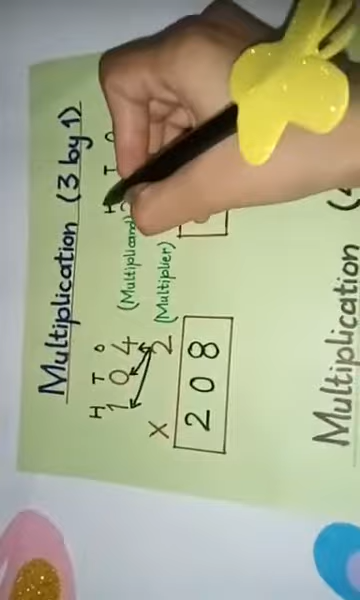 Multiplication (3 by 1)
H T O
1 0 4 (Multiplicand)
X 2 (Multiplier)
2 0 8
H T O
Multiplication (